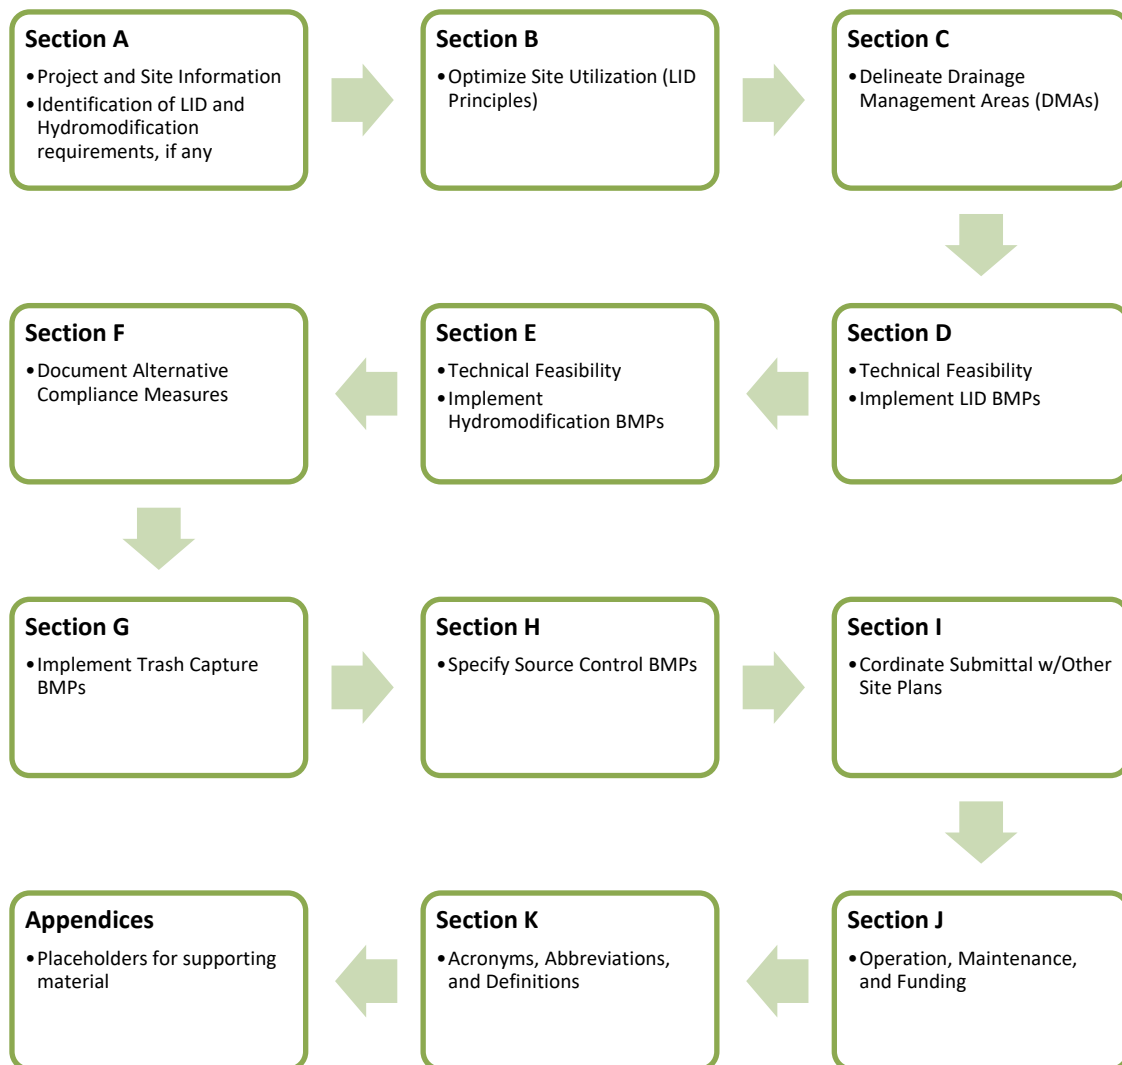 Section A
•Project and Site Information
•Identification of LID and
Hydromodification
requirements, if any
Section B
•Optimize Site Utilization (LID
Principles)
Section C
•Delineate Drainage
Management Areas (DMAs)
Section F
•Document Alternative
Compliance Measures
Section E
•Technical Feasibility
•Implement
Hydromodification BMPs
Section D
•Technical Feasibility
•Implement LID BMPs
Section G
•Implement Trash Capture
BMPs
Section H
•Specify Source Control BMPs
Section I
•Cordinate Submittal w/Other
Site Plans
Appendices
•Placeholders for supporting
material
Section K
•Acronyms, Abbreviations,
and Definitions
Section J
•Operation, Maintenance,
and Funding